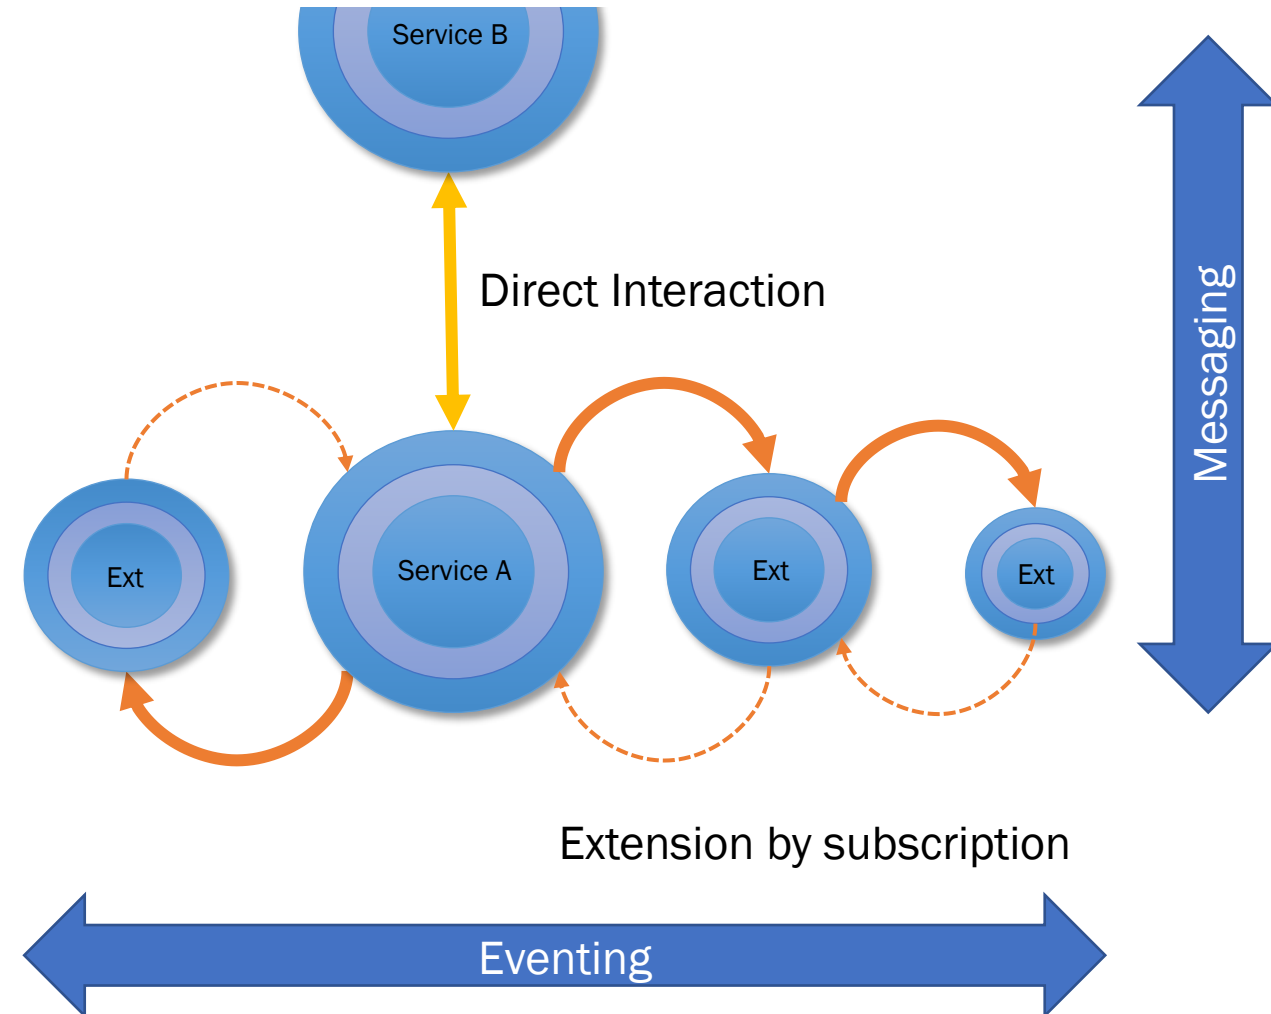 Service B
Direct Interaction
Messaging
Ext
Service A
Ext
Ext
Extension by subscription
Eventing